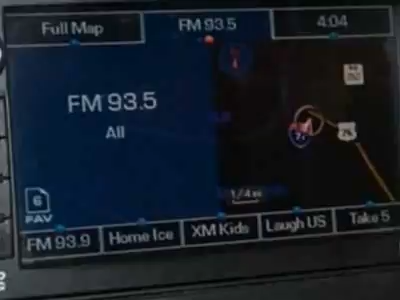 Full Map
FM 93.5
4:04
FM 93.5
All
6
FAV
1/4 mi
FM 93.9
Home Ice
XM Kids
Laugh US
Take 5